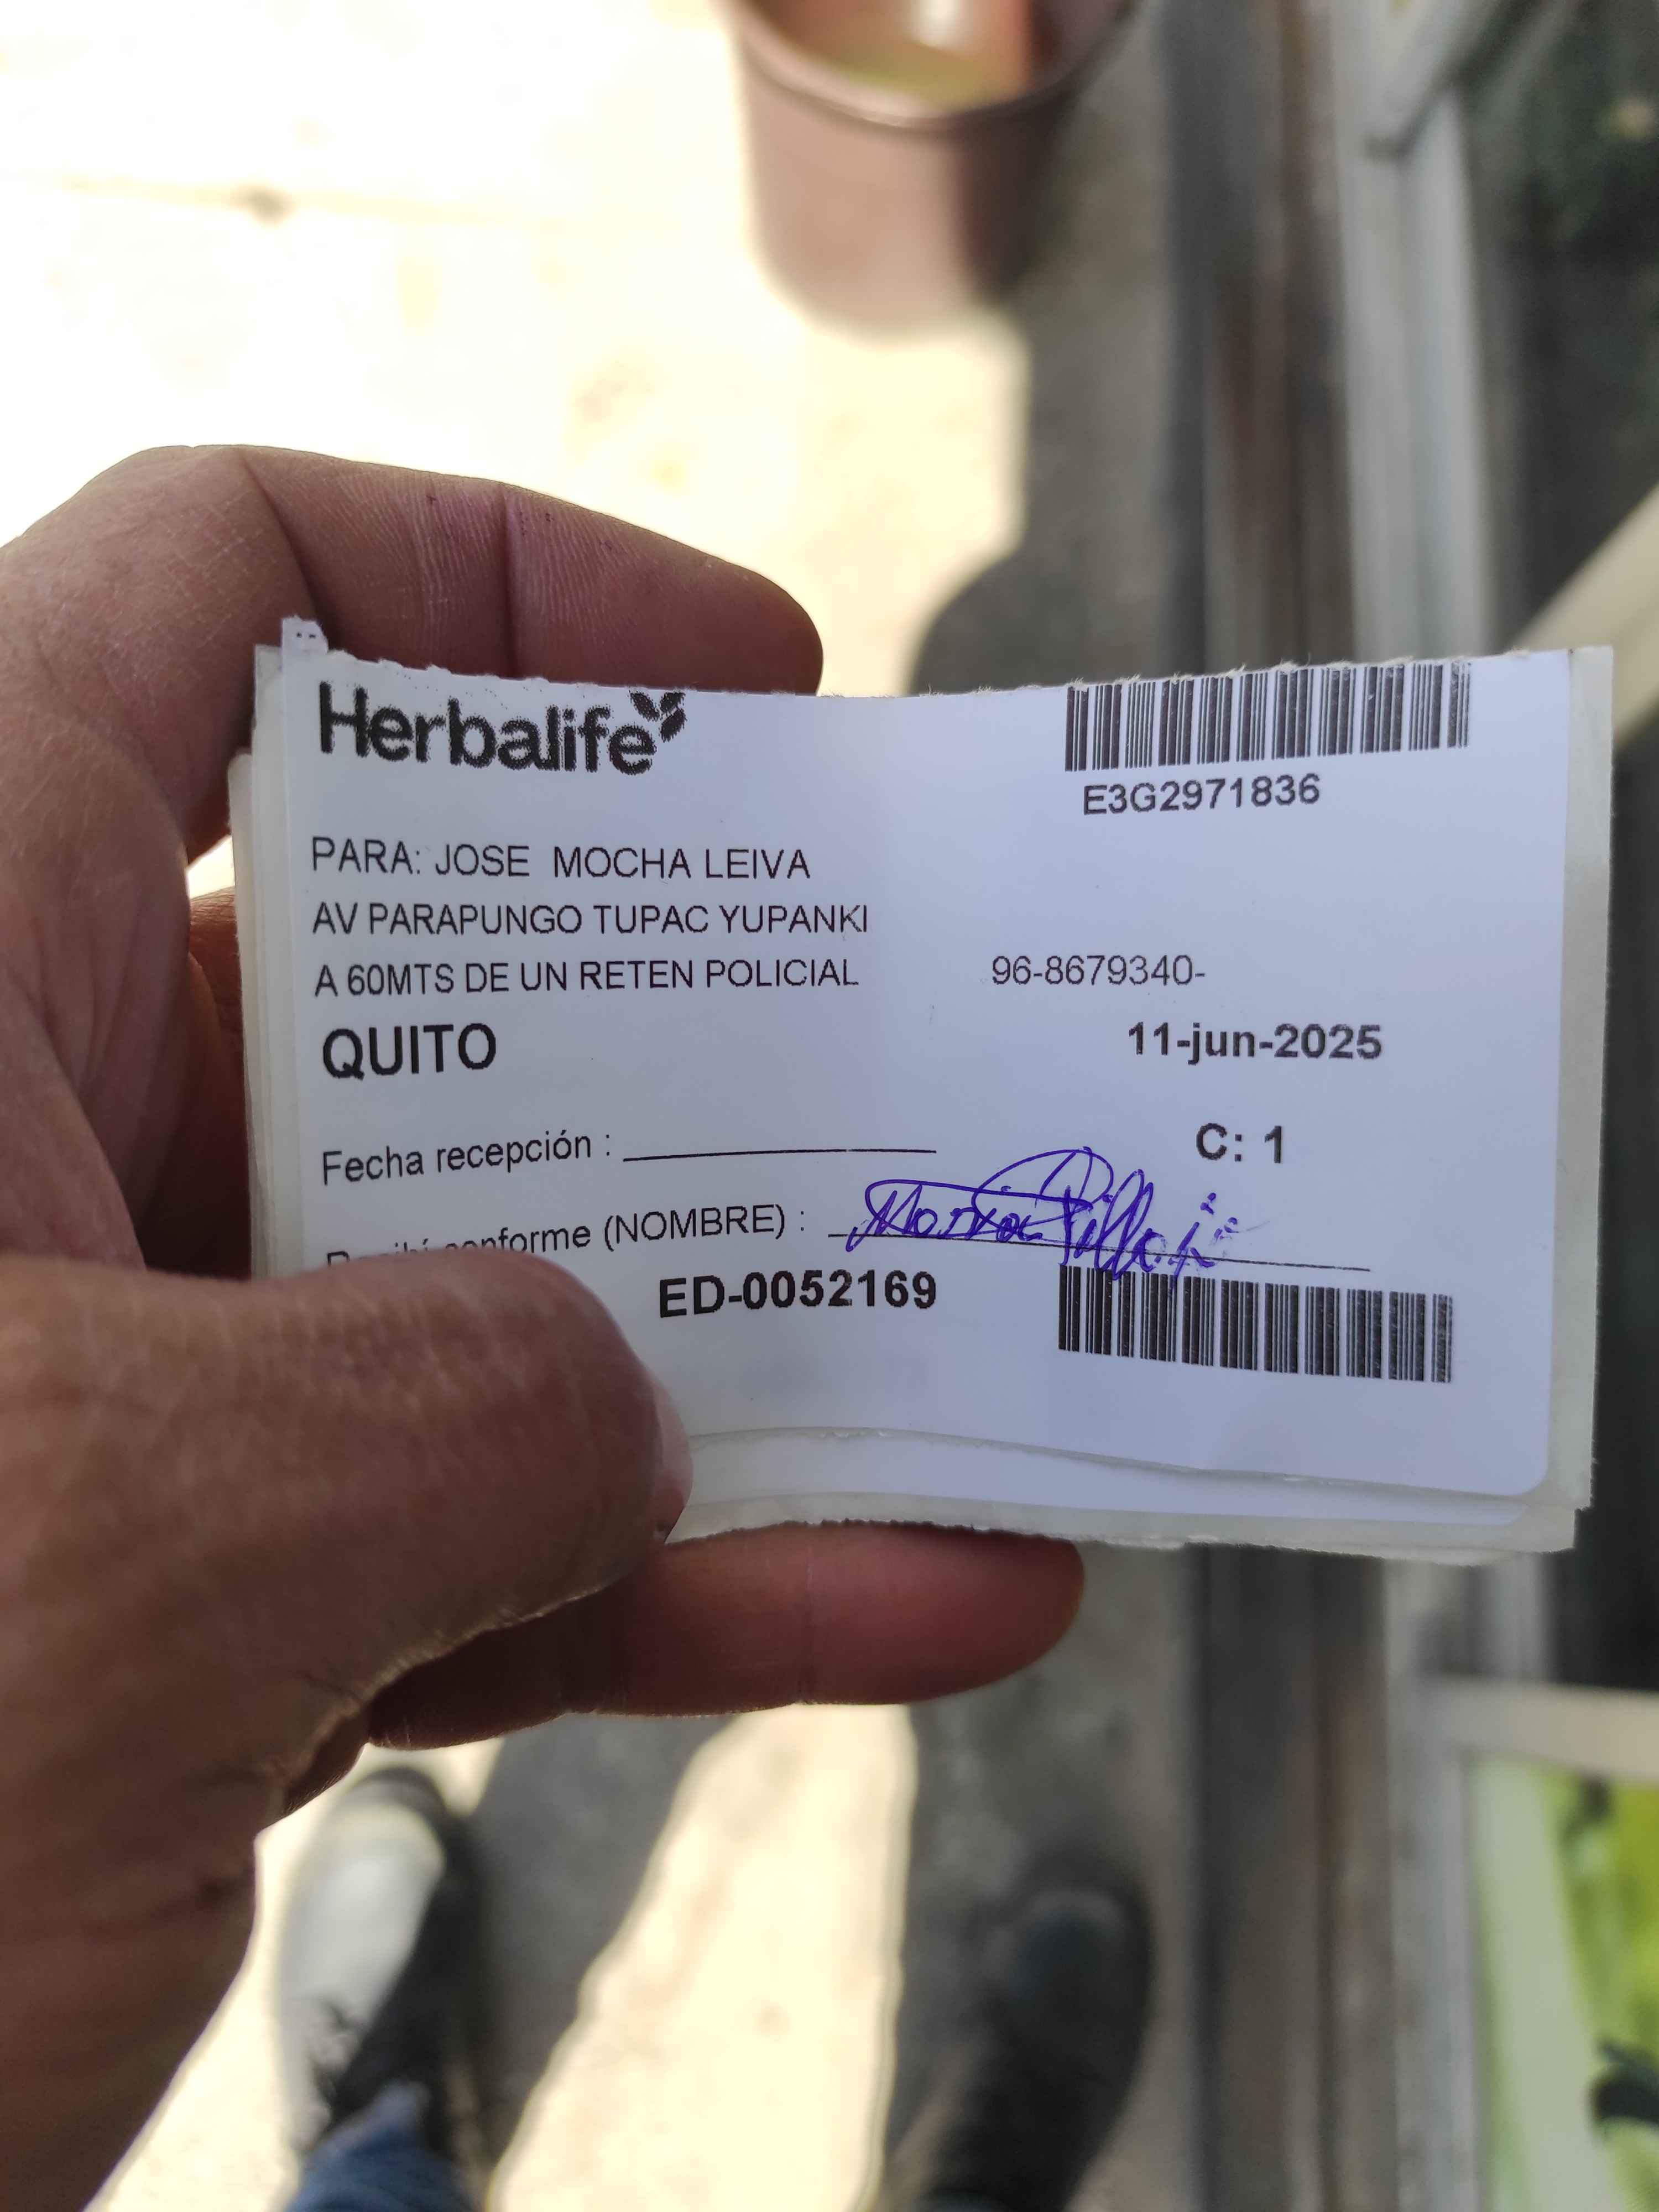 Herbalife
E3G2971836
PARA: JOSE MOCHA LEIVA
AV PARAPUNGO TUPAC YUPANKI
A 60MTS DE UN RETEN POLICIAL 96-8679340-
QUITO 11-jun-2025
Fecha recepción : C: 1
conforme (NOMBRE) : Maria
ED-0052169